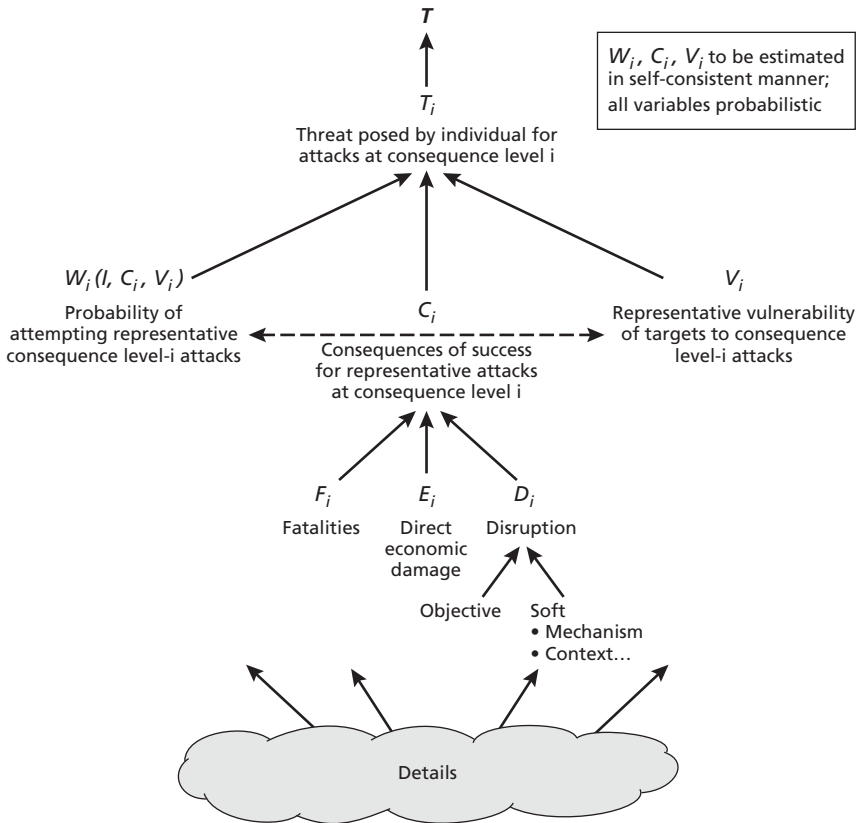 T
W_i, C_i, V_i to be estimated
in self-consistent manner;
all variables probabilistic
T_i
Threat posed by individual for
attacks at consequence level i
W_i (I, C_i, V_i)
Probability of
attempting representative
consequence level-i attacks
C_i
Consequences of success
for representative attacks
at consequence level i
V_i
Representative vulnerability
of targets to consequence
level-i attacks
F_i
Fatalities
E_i
Direct
economic
damage
D_i
Disruption
Objective
Soft
• Mechanism
• Context…
Details